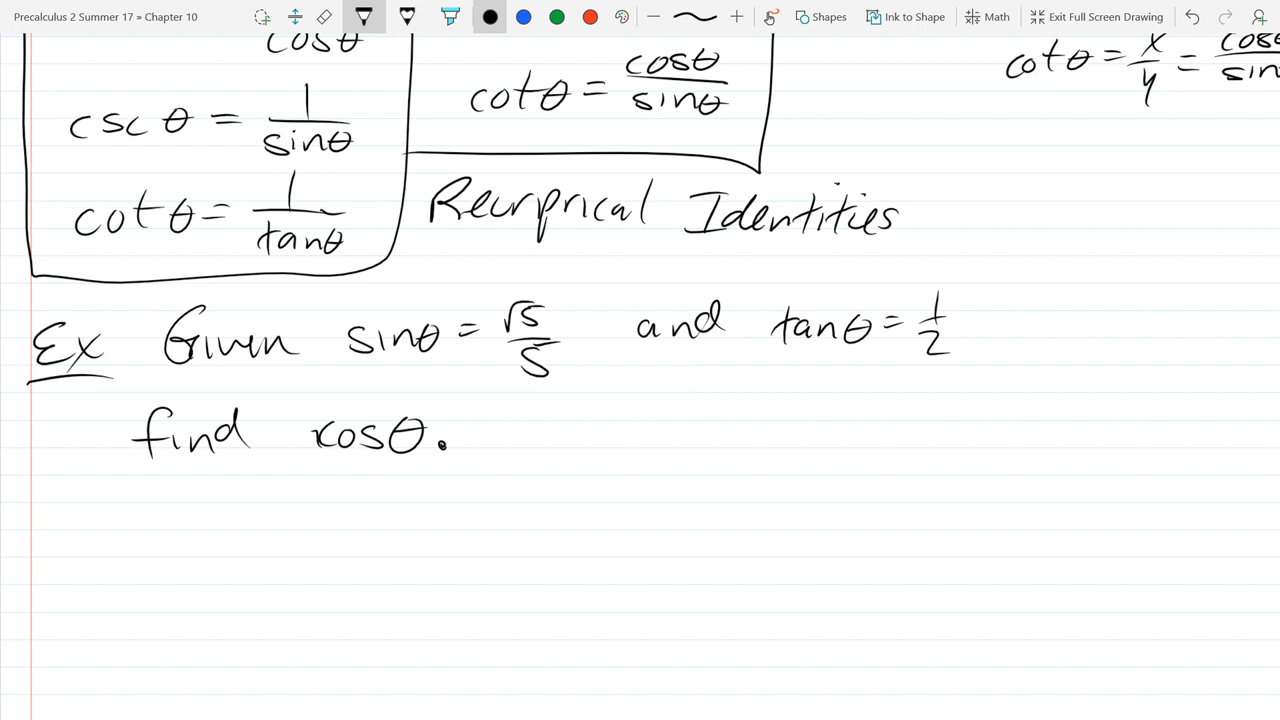 Precalculus 2 Summer 17 » Chapter 10
Shapes
Ink to Shape
Math
Exit Full Screen Drawing
cosθ
cscθ = 1/sinθ
cotθ = 1/tanθ
cotθ = cosθ/sinθ
cotθ = x/y = cosθ/sin
Recirprical Identities
Ex Given sinθ = √5/5 and tanθ = 1/2
find cosθ.